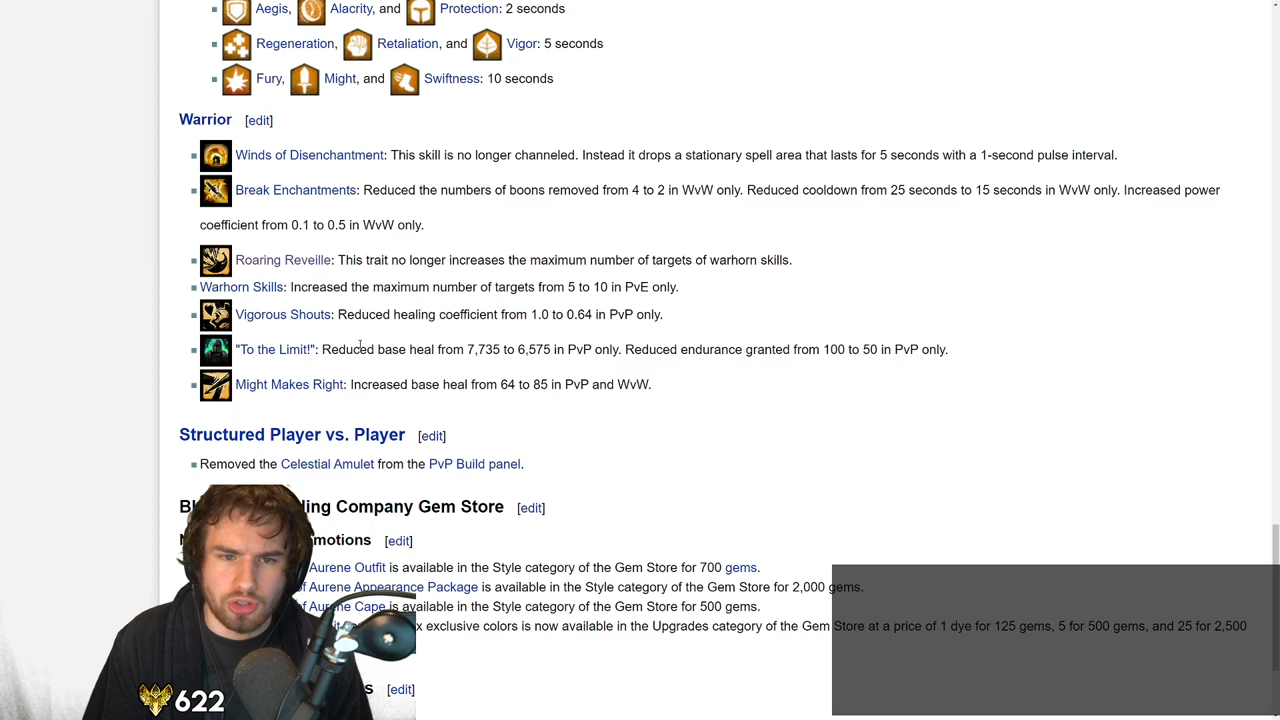 Aegis, Alacrity, and Protection: 2 seconds
Regeneration, Retaliation, and Vigor: 5 seconds
Fury, Might, and Swiftness: 10 seconds
Warrior [edit]
Winds of Disenchantment: This skill is no longer channeled. Instead it drops a stationary spell area that lasts for 5 seconds with a 1-second pulse interval.
Break Enchantments: Reduced the numbers of boons removed from 4 to 2 in WvW only. Reduced cooldown from 25 seconds to 15 seconds in WvW only. Increased power
coefficient from 0.1 to 0.5 in WvW only.
Roaring Reveille: This trait no longer increases the maximum number of targets of warhorn skills.
Warhorn Skills: Increased the maximum number of targets from 5 to 10 in PvE only.
Vigorous Shouts: Reduced healing coefficient from 1.0 to 0.64 in PvP only.
"To the Limit!": Reduced base heal from 7,735 to 6,575 in PvP only. Reduced endurance granted from 100 to 50 in PvP only.
Might Makes Right: Increased base heal from 64 to 85 in PvP and WvW.
Structured Player vs. Player [edit]
Removed the Celestial Amulet from the PvP Build panel.
Company Gem Store [edit]
[edit]
Aurene Outfit is available in the Style category of the Gem Store for 700 gems.
Aurene Appearance Package is available in the Style category of the Gem Store for 2,000 gems.
Aurene Cape is available in the Style category of the Gem Store for 500 gems.
exclusive colors is now available in the Upgrades category of the Gem Store at a price of 1 dye for 125 gems, 5 for 500 gems, and 25 for 2,500
[edit]
622